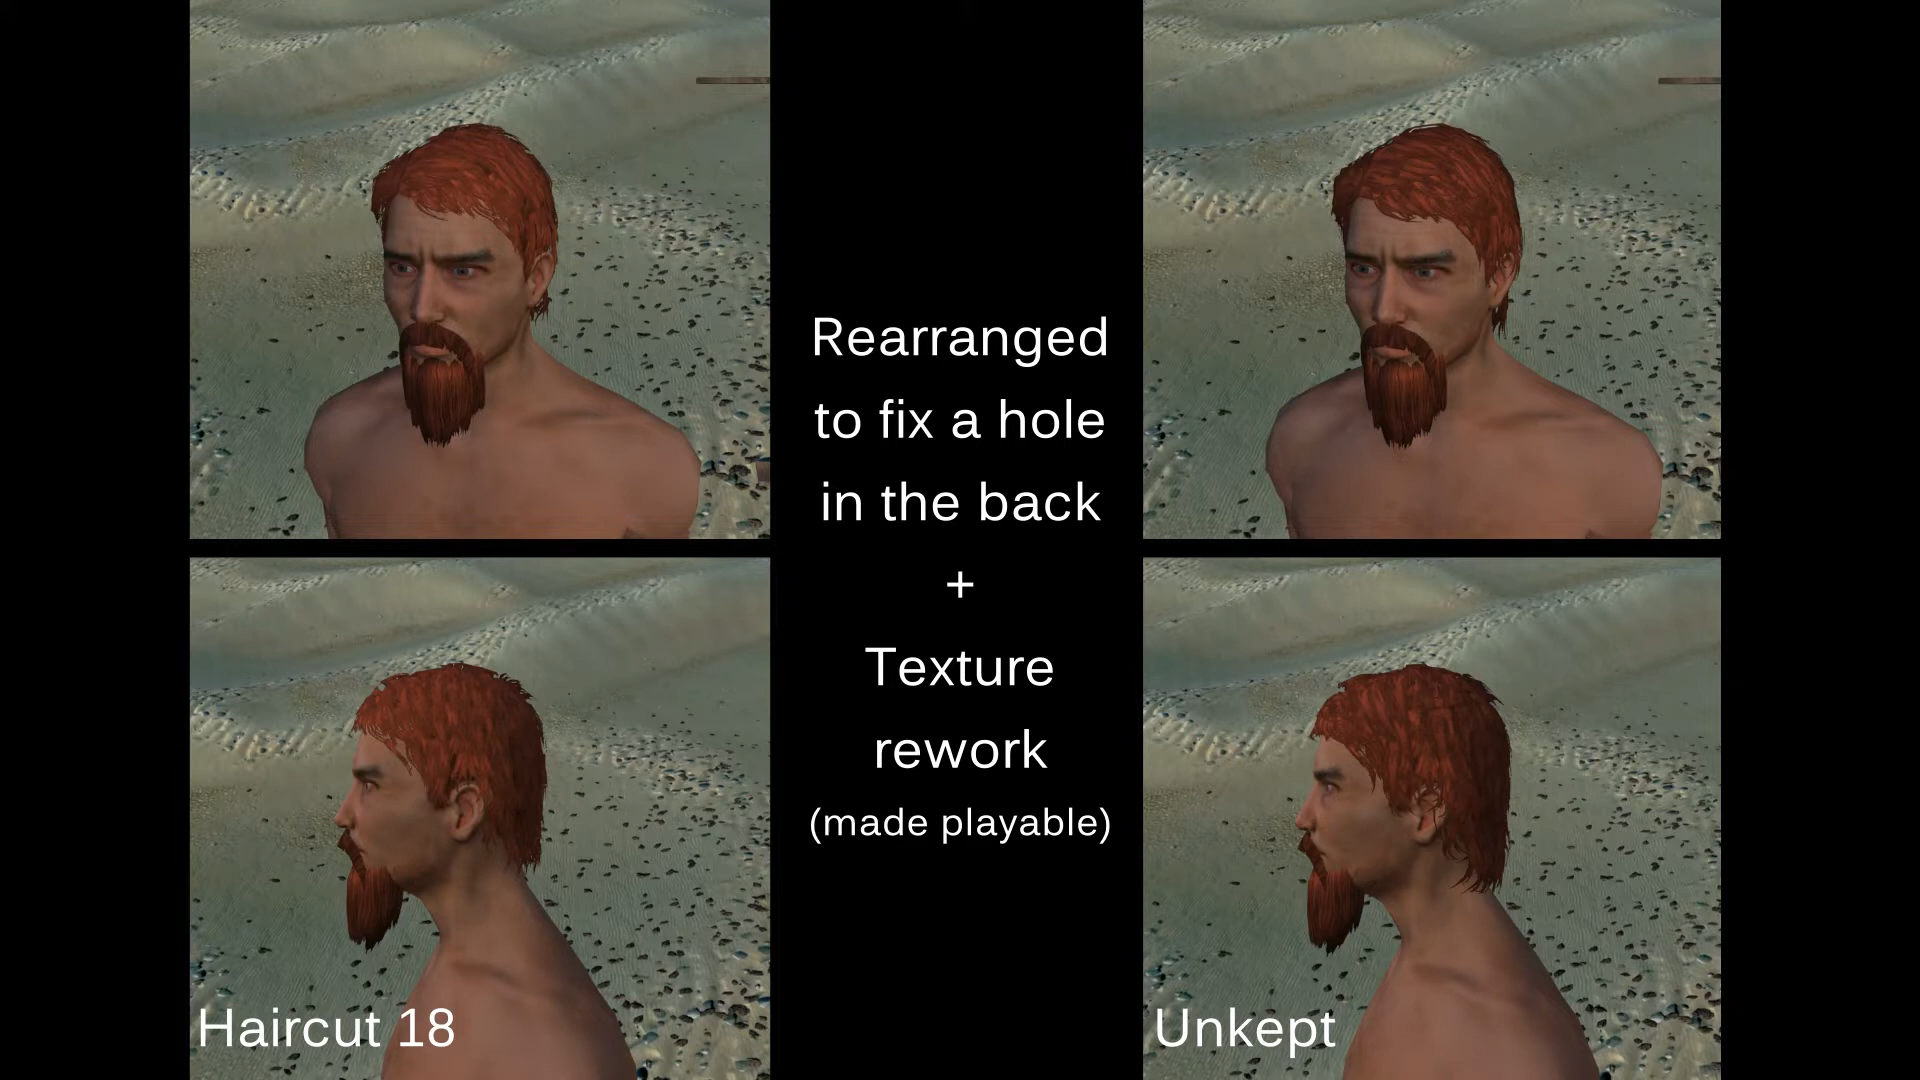 Rearranged
to fix a hole
in the back
+
Texture
rework
(made playable)
Haircut 18
Unkept